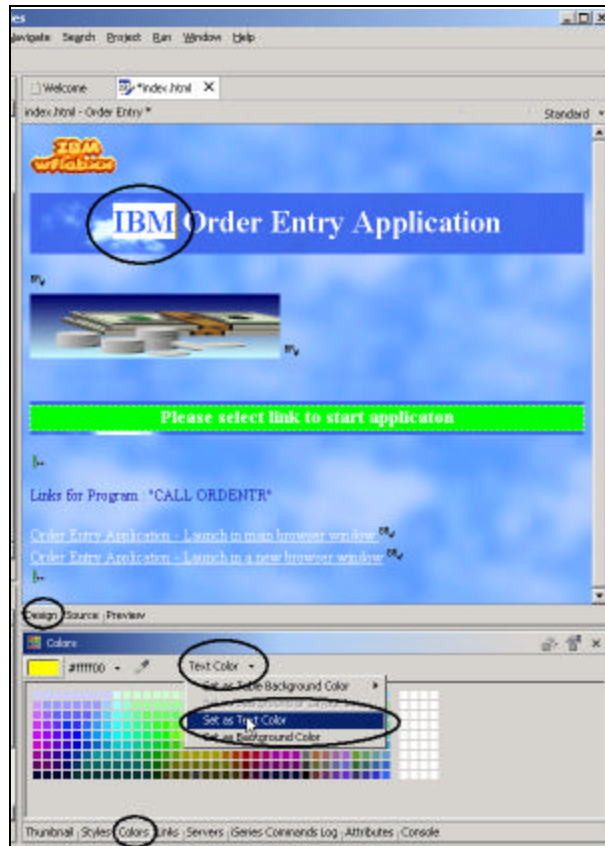 es
Navigate Search Project Run Window Help
Welcome *index.html X
index.html - Order Entry * Standard
IBM
wflabxx
IBM Order Entry Application
Please select link to start applicaton
Links for Program "CALL ORDENTR"
Order Entry Application - Launch in main browser window
Order Entry Application - Launch in a new browser window
Design Source Preview
Colors
#ffff00 Text Color
Set as Table Background Color
Set as Text Color
Set as Background Color
Thumbnail Styles Colors Links Servers iSeries Commands Log Attributes Console